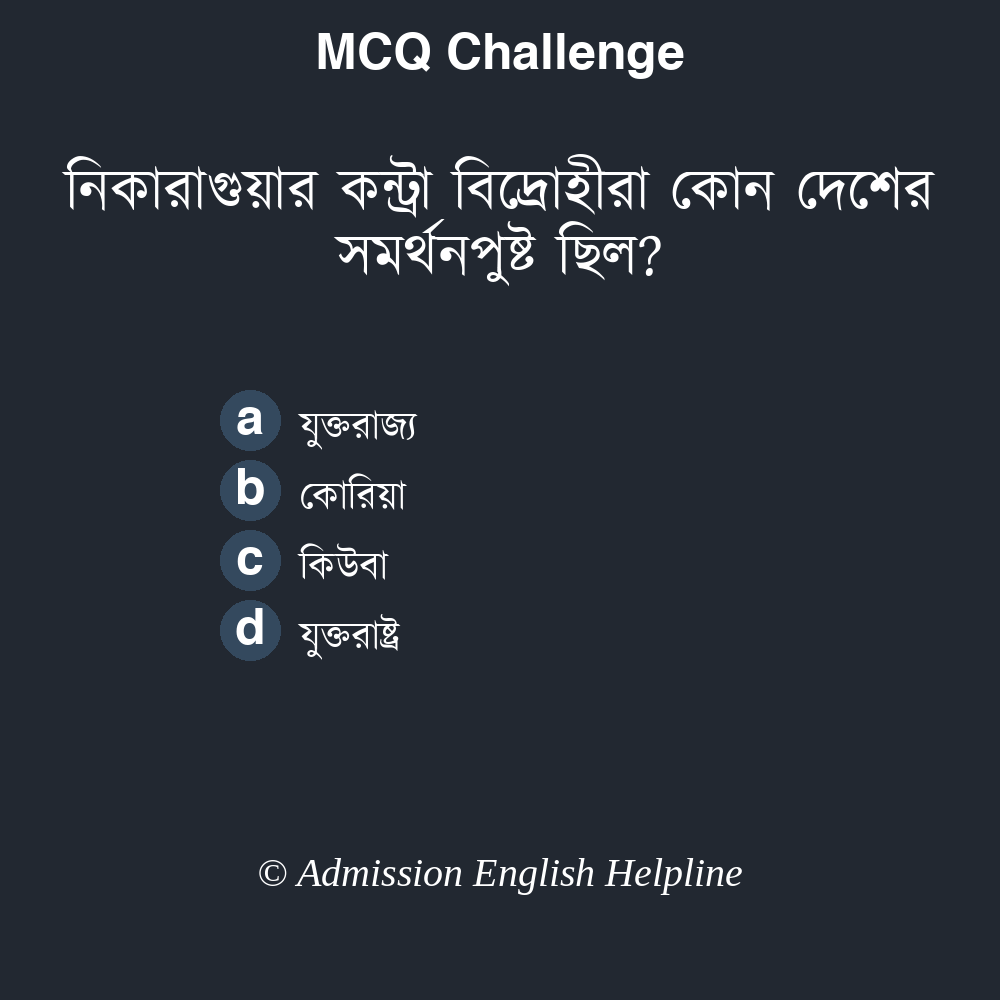 MCQ Challenge
নিকারাগুয়ার কন্ট্রা বিদ্রোহীরা কোন দেশের
সমর্থনপুষ্ট ছিল?
a যুক্তরাজ্য
b কোরিয়া
c কিউবা
d যুক্তরাষ্ট্র
© Admission English Helpline